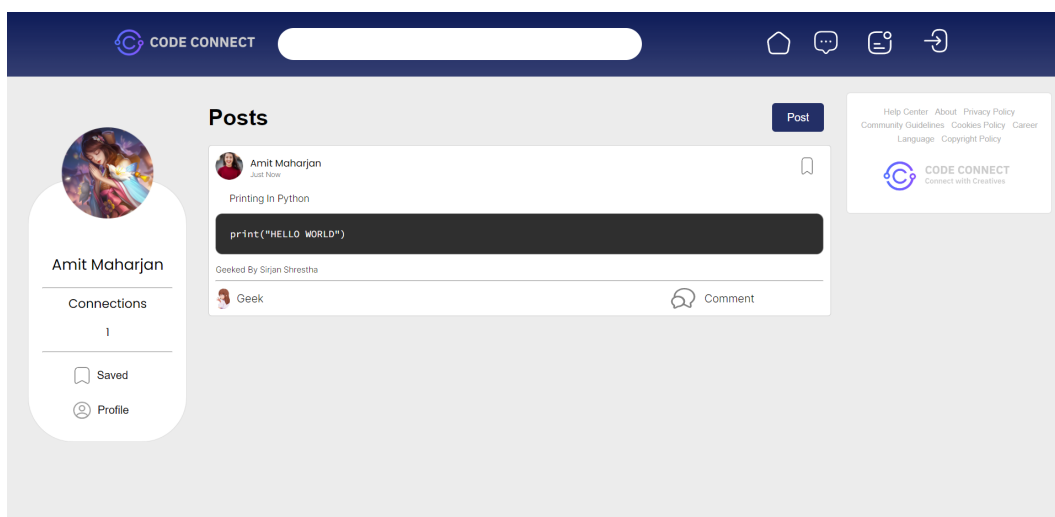 CODE CONNECT
Posts
Post
Amit Maharjan
Just Now
Printing In Python
print("HELLO WORLD")
Geeked By Sirjan Shrestha
Geek
Comment
Amit Maharjan
Connections
1
Saved
Profile
Help Center About Privacy Policy
Community Guidelines Cookies Policy Career
Language Copyright Policy
CODE CONNECT
Connect with Creatives